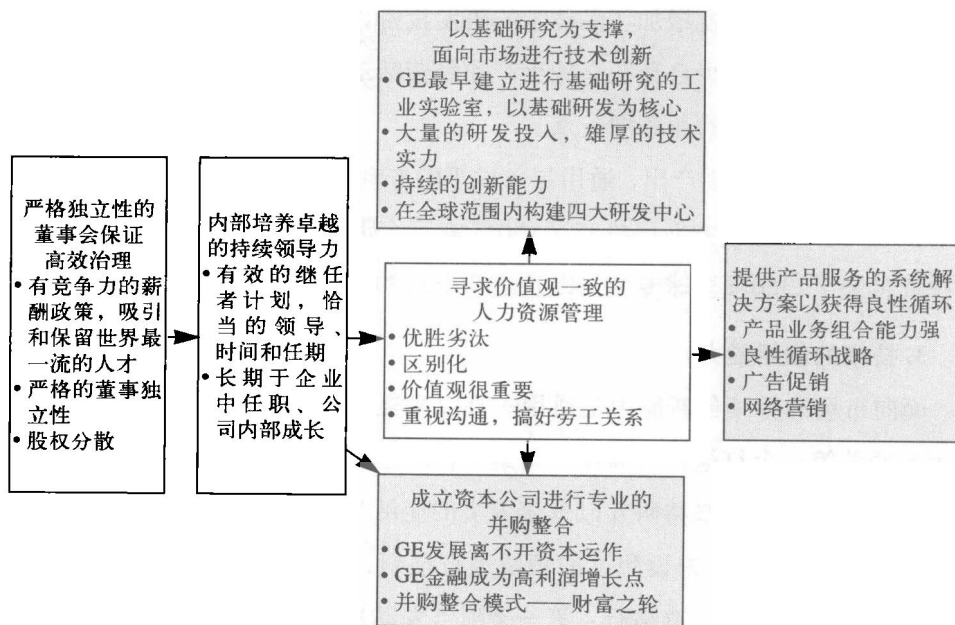 以基础研究为支撑，
面向市场进行技术创新
• GE最早建立进行基础研究的工
业实验室，以基础研发为核心
• 大量的研发投入，雄厚的技术
实力
• 持续的创新能力
• 在全球范围内构建四大研发中心
严格独立性的
董事会保证
高效治理
• 有竞争力的薪
酬政策，吸引
和保留世界最
一流的人才
• 严格的董事独
立性
• 股权分散
内部培养卓越
的持续领导力
• 有效的继任
者计划，恰
当的领导、
时间和任期
• 长期于企业
中任职、公
司内部成长
寻求价值观一致的
人力资源管理
• 优胜劣汰
• 区别化
• 价值观很重要
• 重视沟通，搞好劳工关系
提供产品服务的系统解
决方案以获得良性循环
• 产品业务组合能力强
• 良性循环战略
• 广告促销
• 网络营销
成立资本公司进行专业的
并购整合
• GE发展离不开资本运作
• GE金融成为高利润增长点
• 并购整合模式——财富之轮